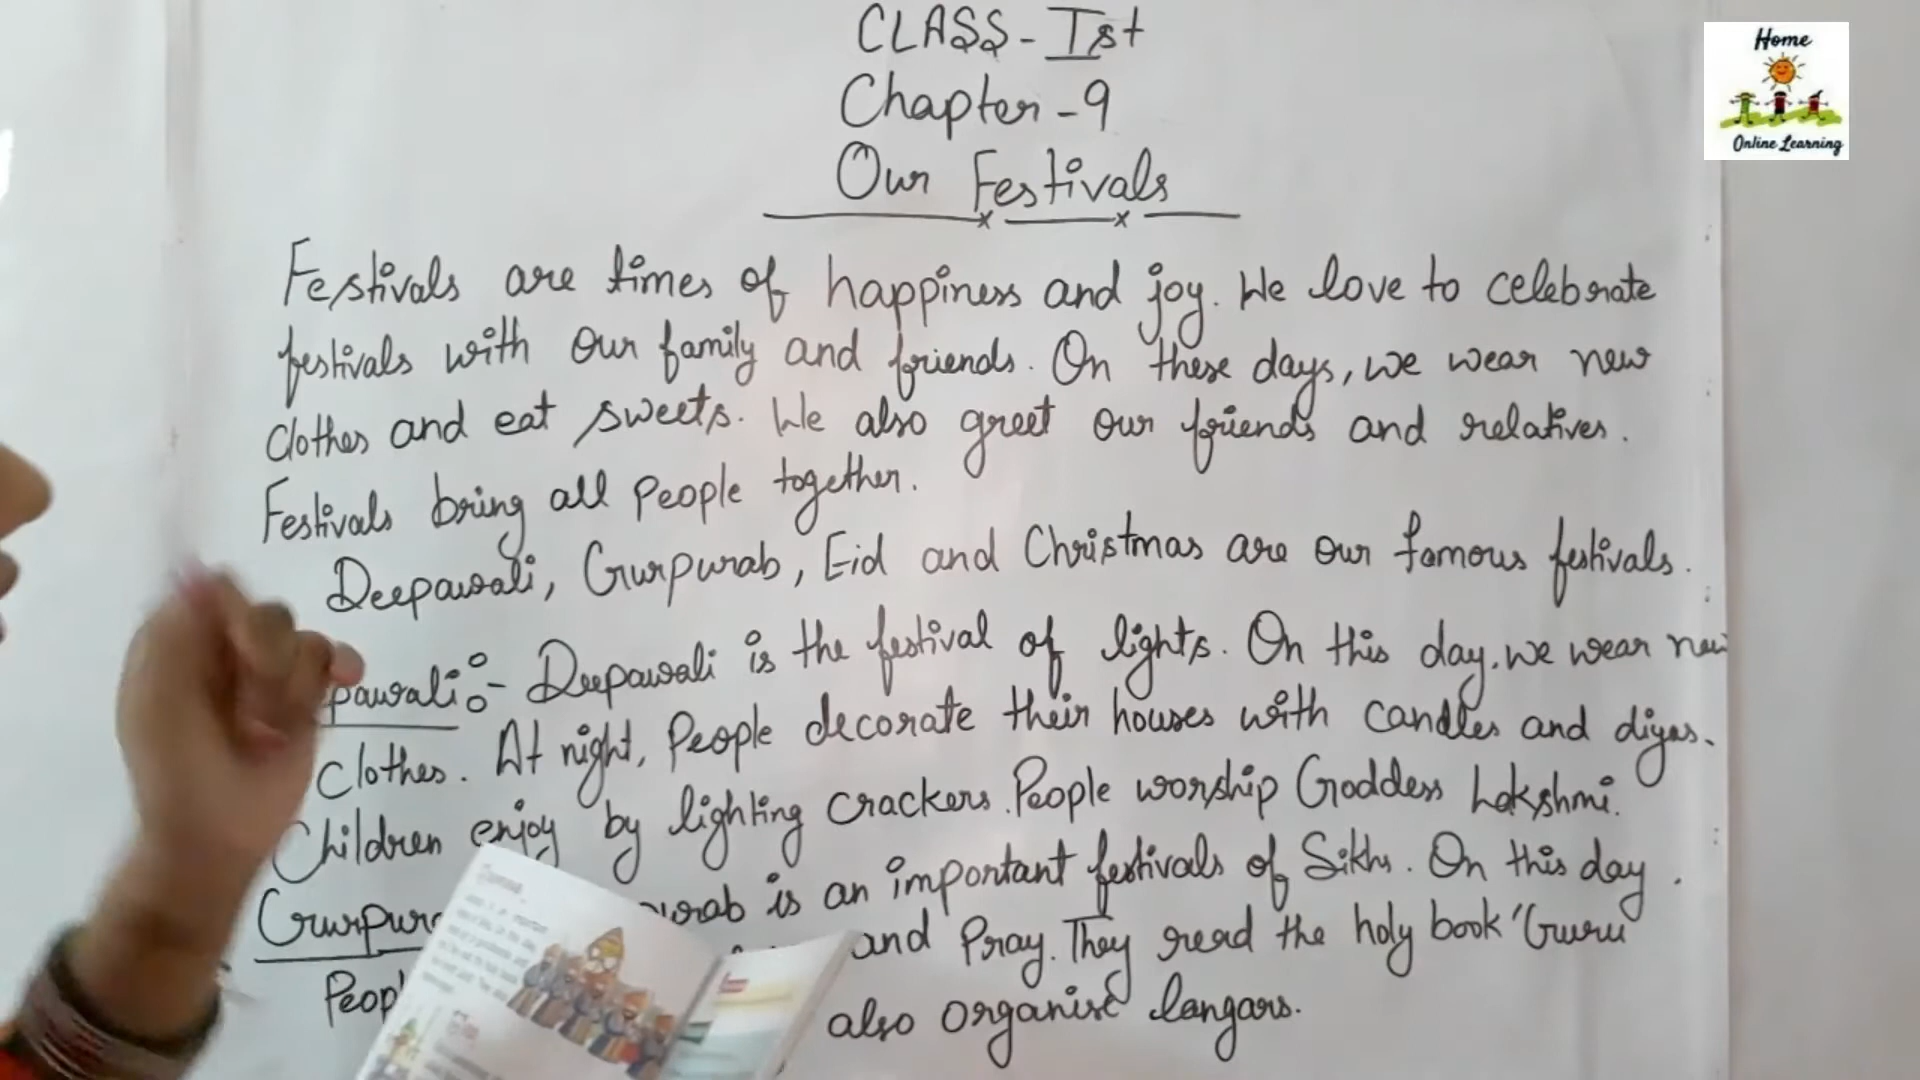 CLASS - Ist
Home
Chapter - 9
Online Learning
Our Festivals
Festivals are times of happiness and joy. We love to celebrate
festivals with our family and friends. On these days, we wear new
clothes and eat sweets. We also greet our friends and relatives.
Festivals bring all People together.
Deepawali, Gurpurab, Eid and Christmas are our famous festivals.
pawali :- Deepawali is the festival of lights. On this day, we wear new
clothes. At night, People decorate their houses with candles and diyas.
Children enjoy by lighting crackers. People worship Goddess Lakshmi.
Gurpur urab is an important festivals of Sikhs. On this day.
and Pray. They read the holy book 'Guru
Peop also organise langars.